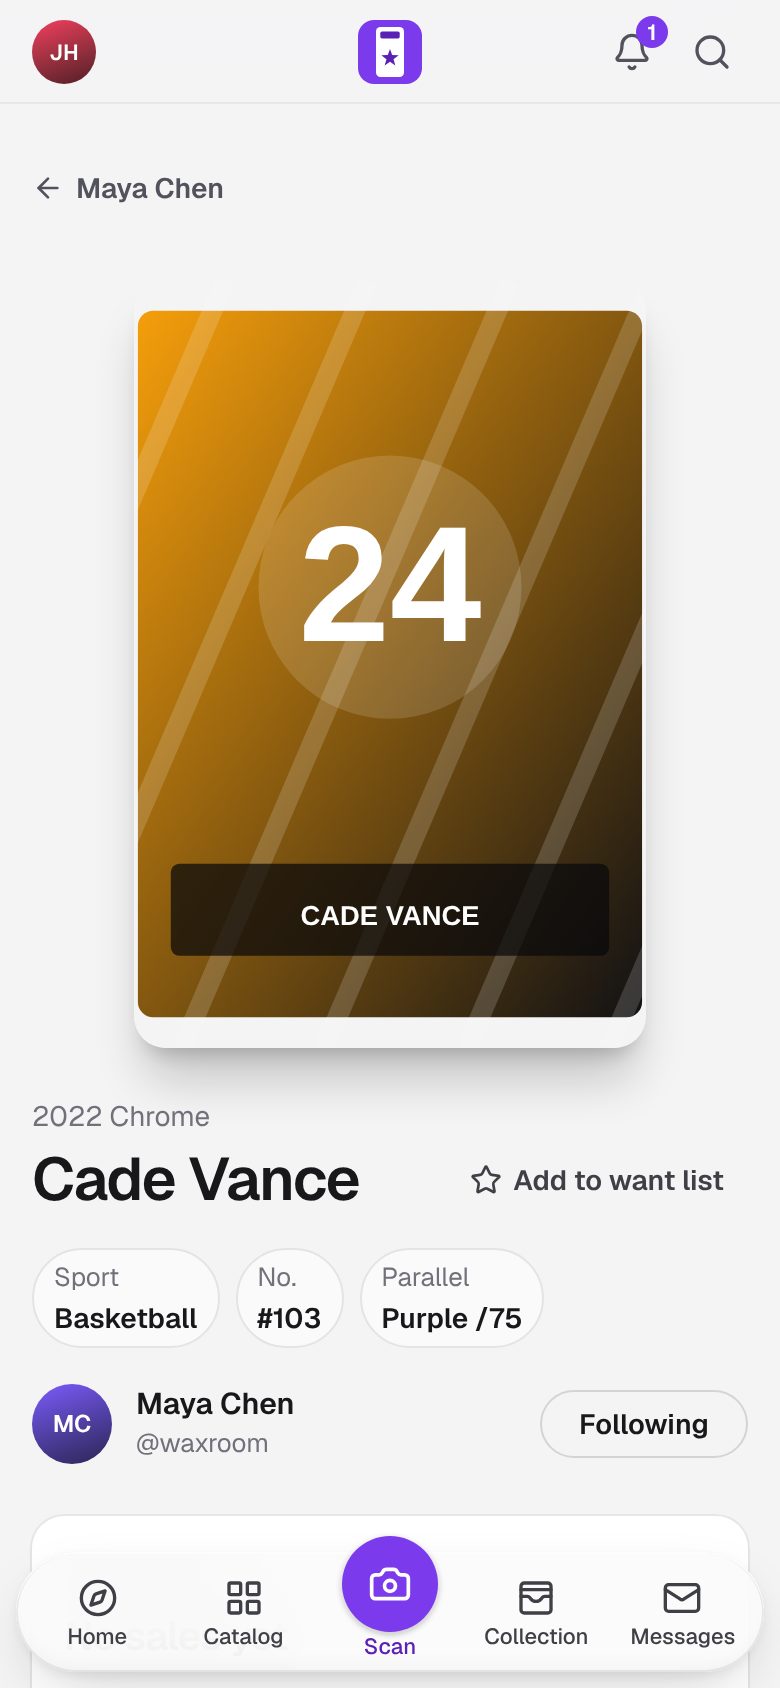 JH
1
Maya Chen
24
CADE VANCE
2022 Chrome
Cade Vance
Add to want list
Sport
Basketball
No.
#103
Parallel
Purple /75
MC
Maya Chen
@waxroom
Following
Home
Catalog
Scan
Collection
Messages